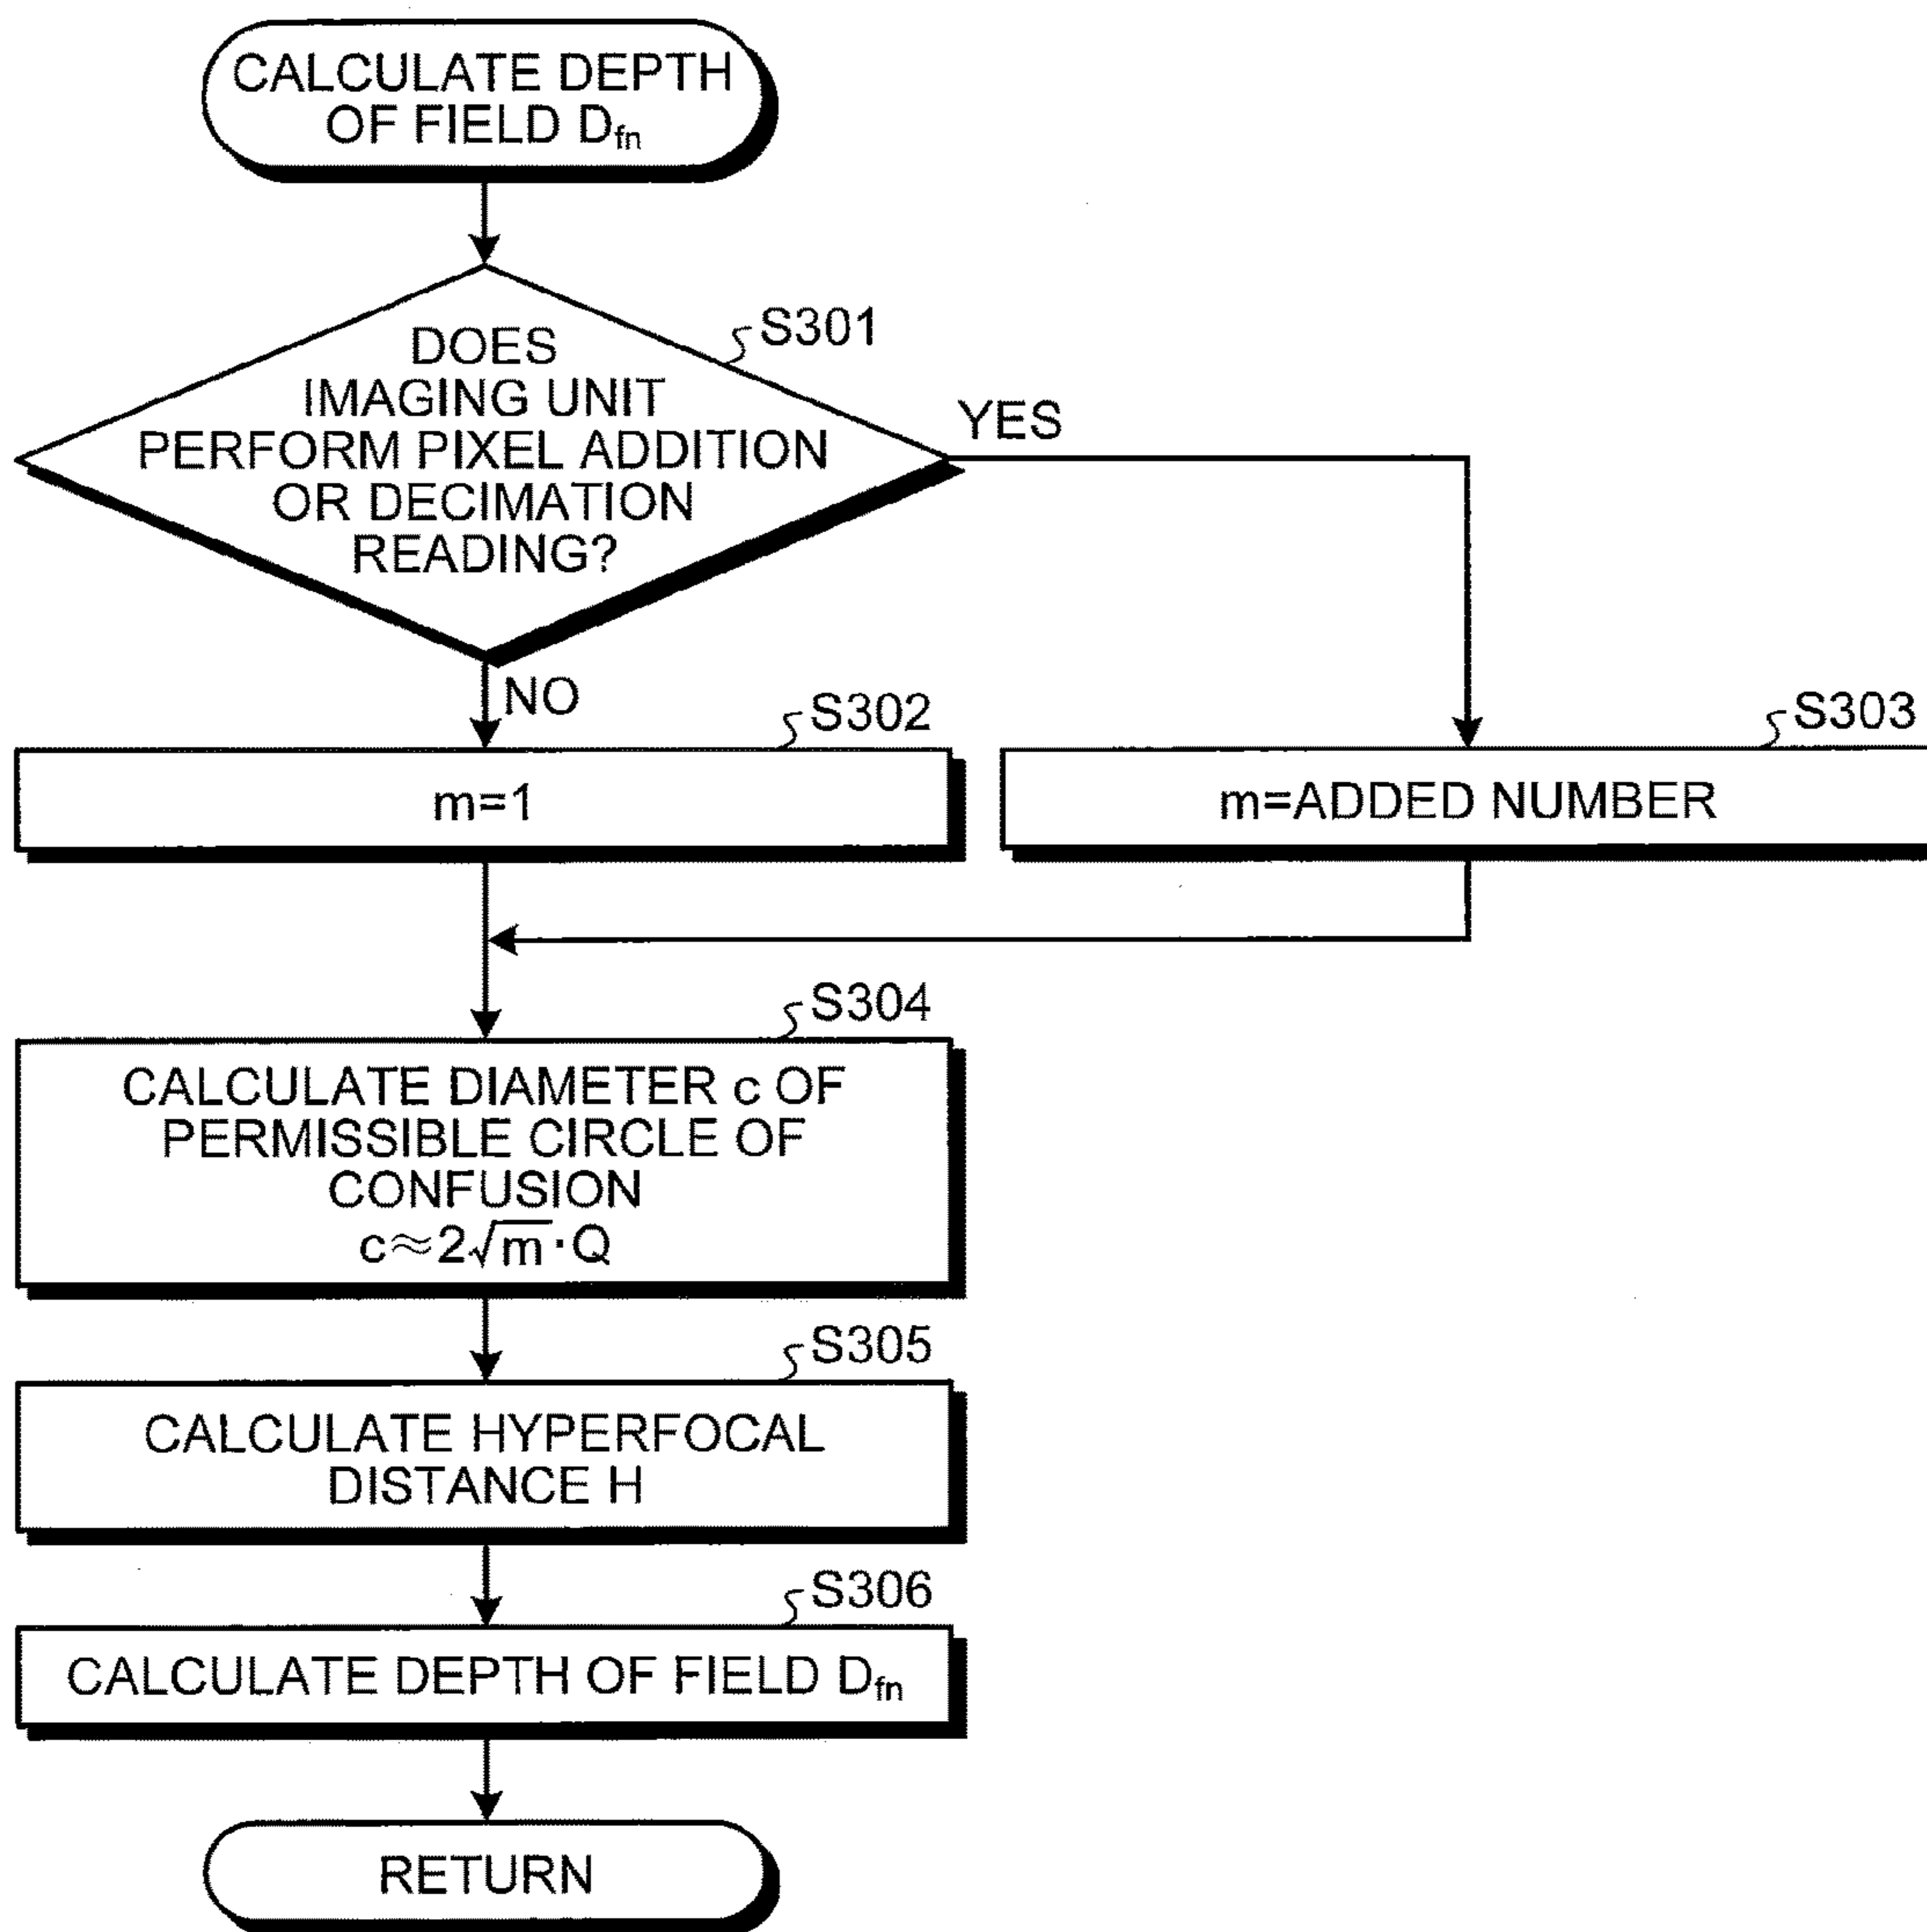 CALCULATE DEPTH
OF FIELD Dfn
S301
DOES
IMAGING UNIT
PERFORM PIXEL ADDITION
OR DECIMATION
READING?
YES
NO
S302
m=1
S303
m=ADDED NUMBER
S304
CALCULATE DIAMETER c OF
PERMISSIBLE CIRCLE OF
CONFUSION
c≈2√m·Q
S305
CALCULATE HYPERFOCAL
DISTANCE H
S306
CALCULATE DEPTH OF FIELD Dfn
RETURN